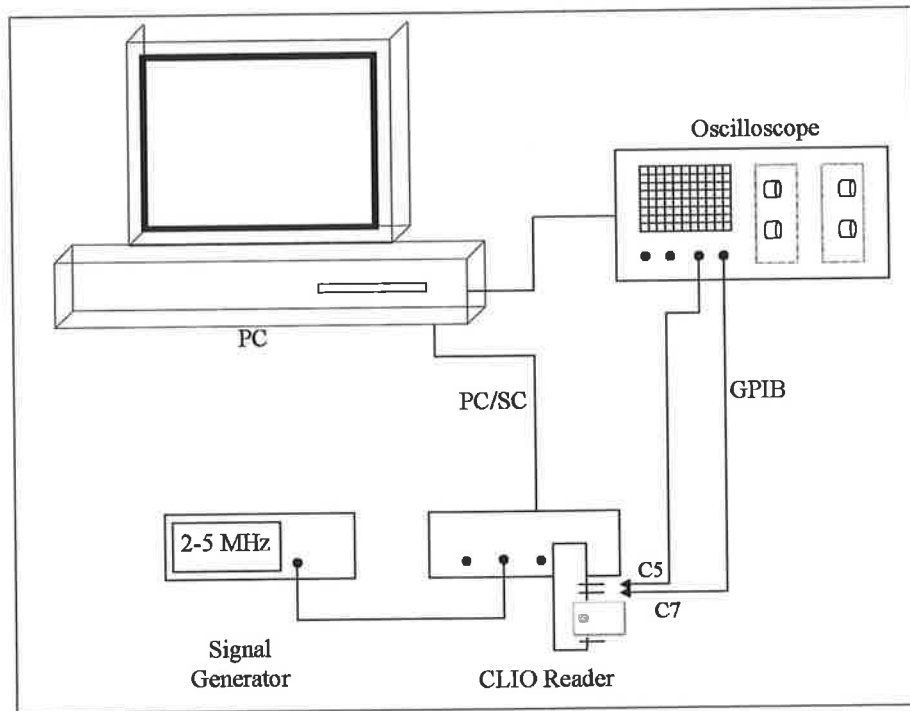 Oscilloscope
PC
PC/SC
GPIB
2-5 MHz
C5
C7
Signal
Generator
CLIO Reader